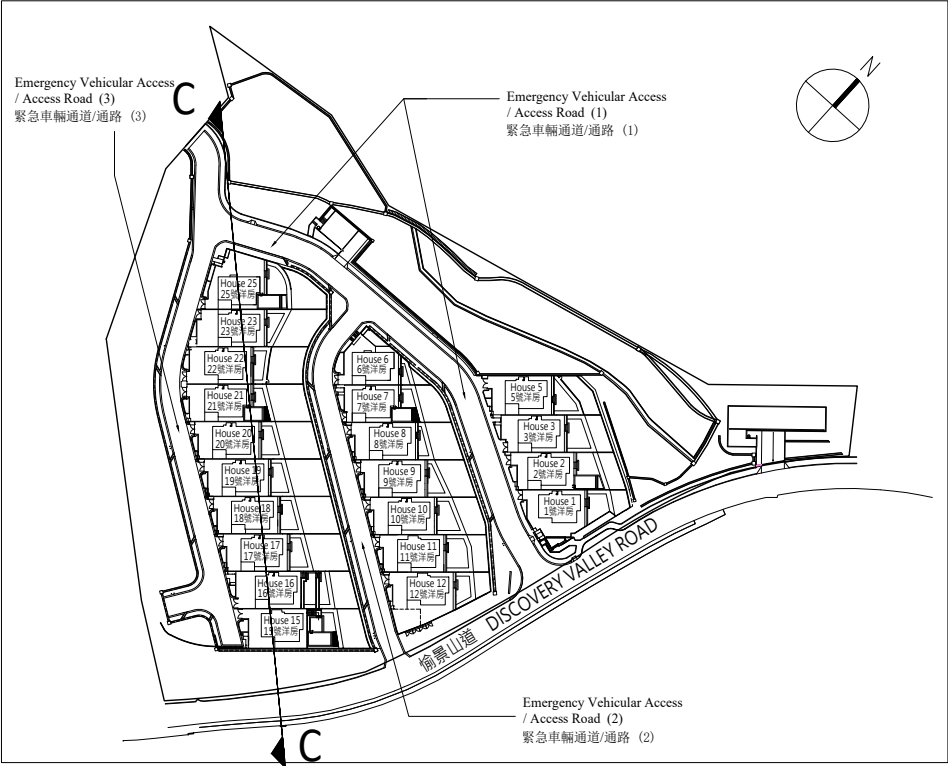 Emergency Vehicular Access
/ Access Road (3)
緊急車輛通道/通路 (3)
C
Emergency Vehicular Access
/ Access Road (1)
緊急車輛通道/通路 (1)
N
House 25
25號洋房
House 23
23號洋房
House 22
22號洋房
House 21
21號洋房
House 20
20號洋房
House 19
19號洋房
House 18
18號洋房
House 17
17號洋房
House 16
16號洋房
House 15
15號洋房
House 6
6號洋房
House 7
7號洋房
House 8
8號洋房
House 9
9號洋房
House 10
10號洋房
House 11
11號洋房
House 12
12號洋房
House 5
5號洋房
House 3
3號洋房
House 2
2號洋房
House 1
1號洋房
愉景山道 DISCOVERY VALLEY ROAD
Emergency Vehicular Access
/ Access Road (2)
緊急車輛通道/通路 (2)
C